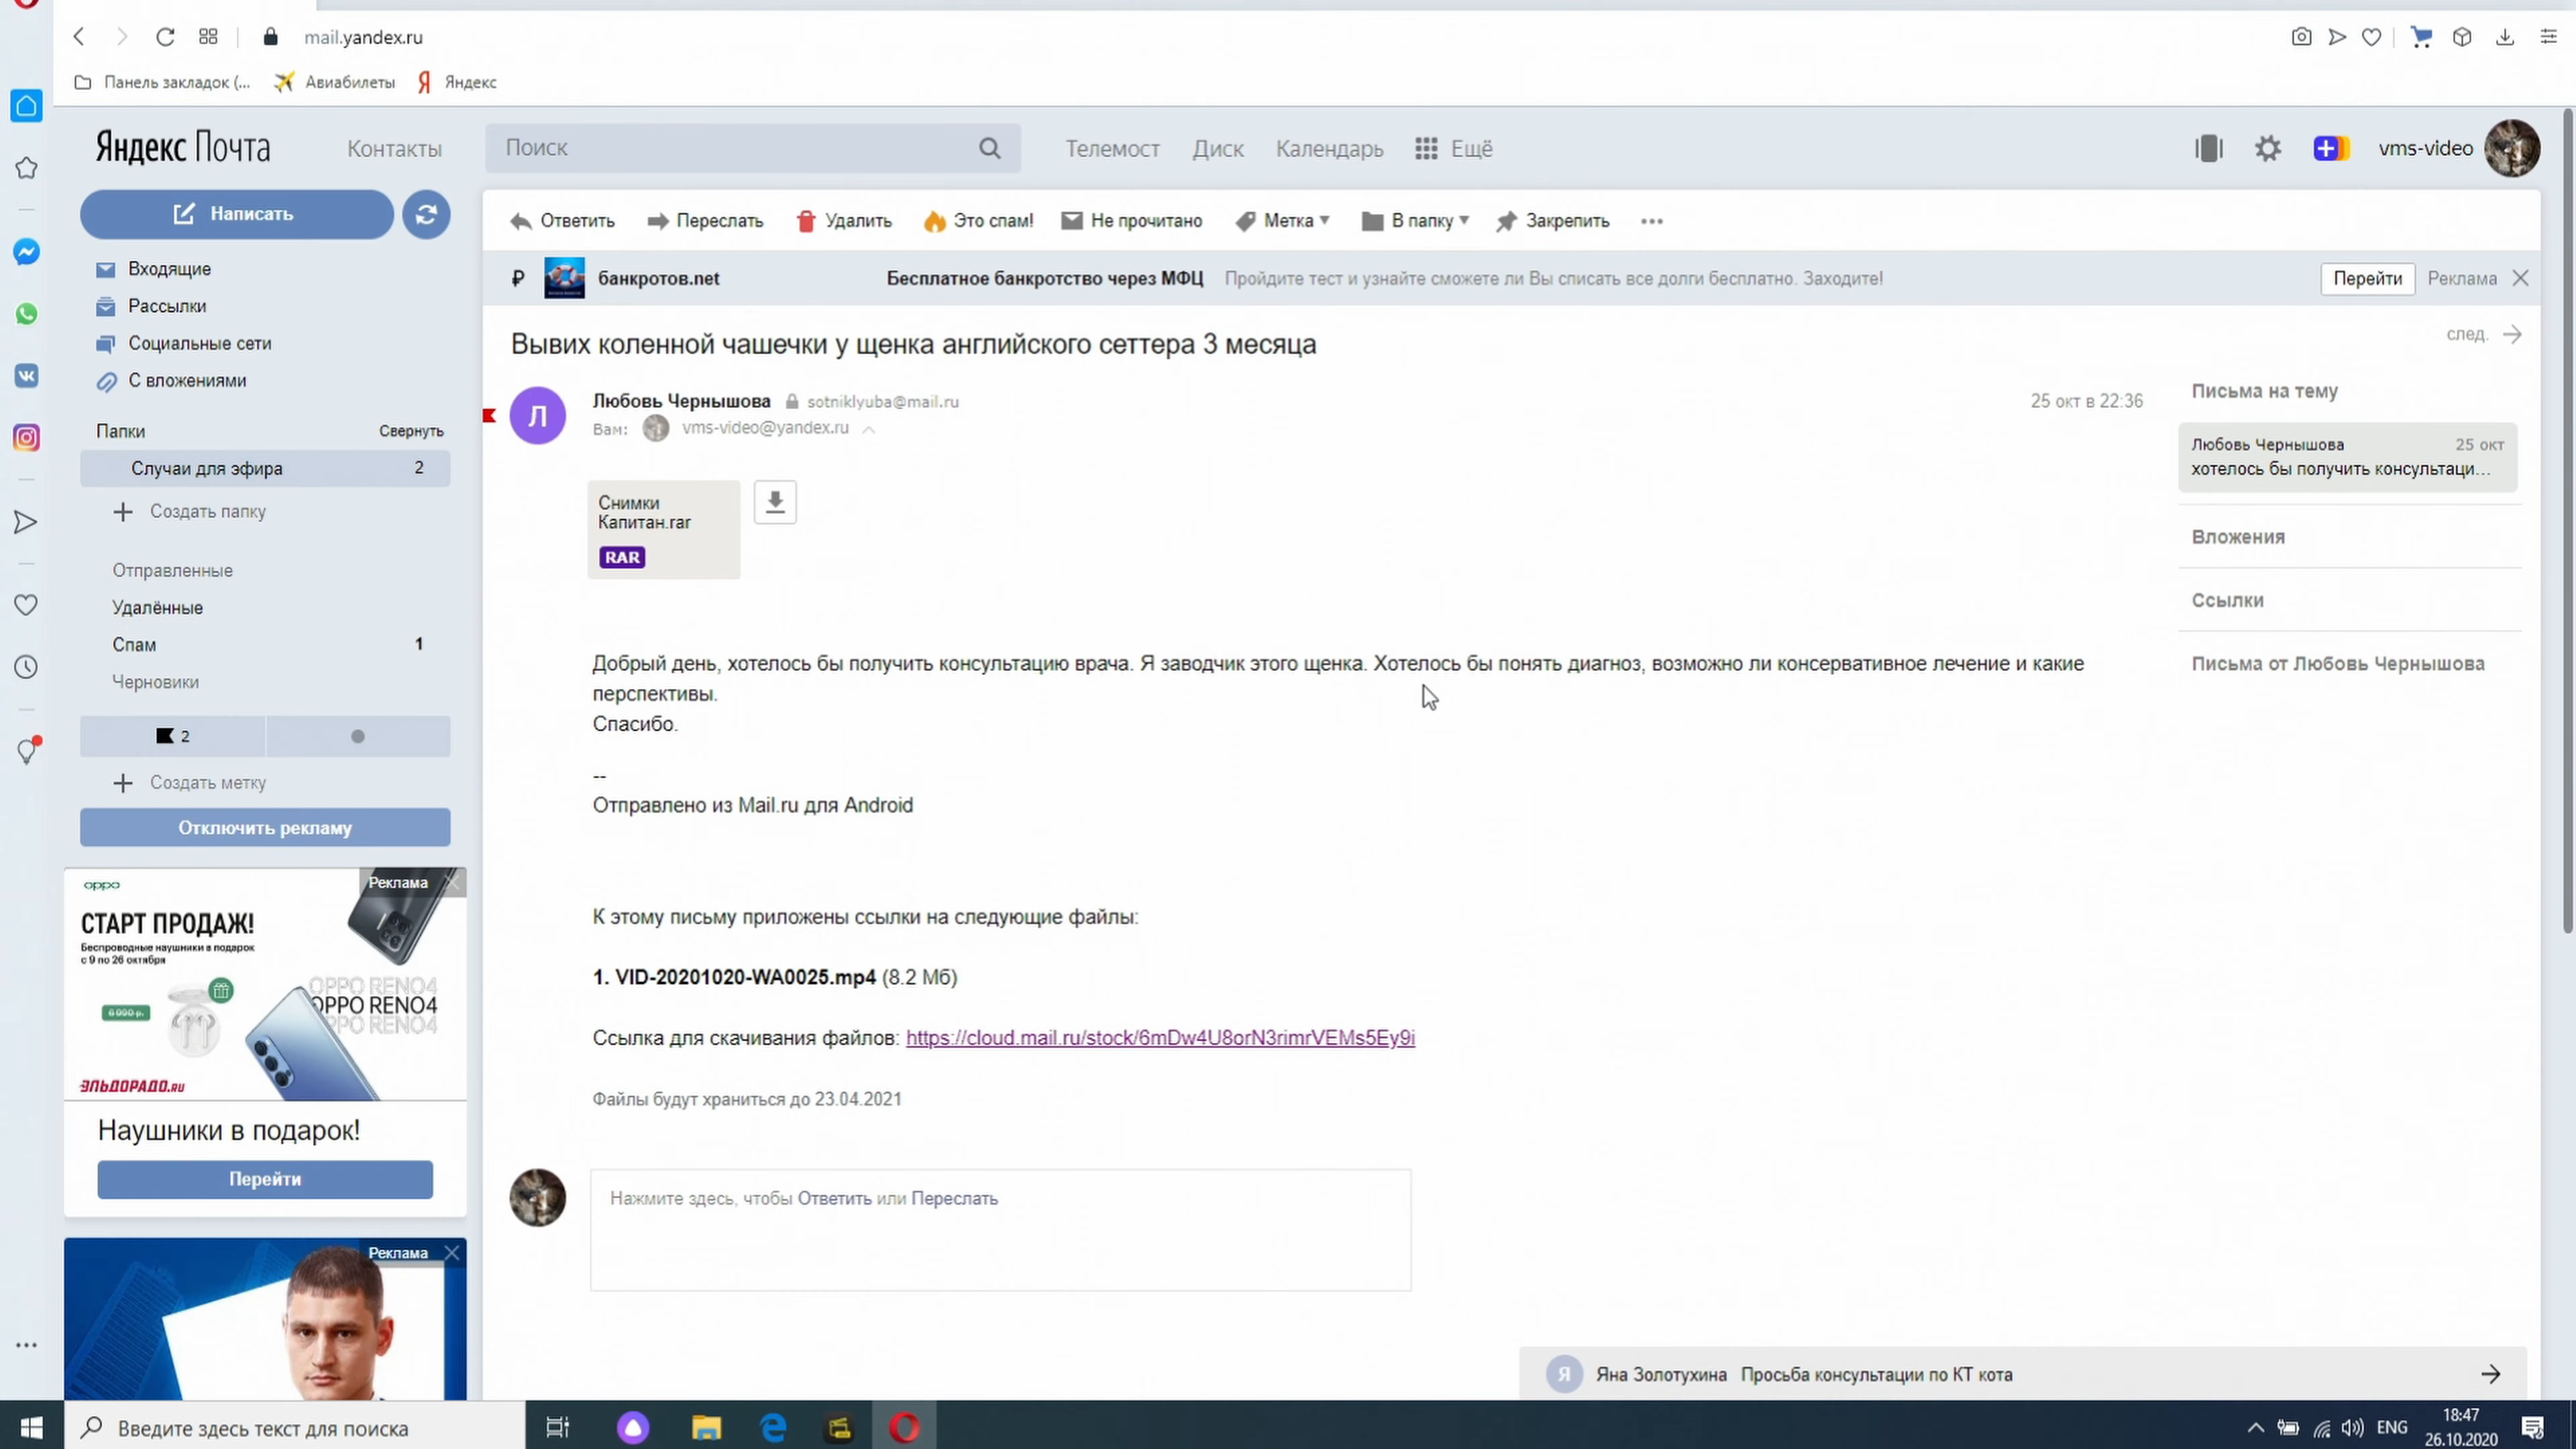 mail.yandex.ru
Панель закладок (...
Авиабилеты
Яндекс
Яндекс Почта
Контакты
Поиск
Телемост
Диск
Календарь
Ещё
vms-video
Написать
Входящие
Рассылки
Социальные сети
С вложениями
Папки
Свернуть
Случаи для эфира 2
Создать папку
Отправленные
Удалённые
Спам 1
Черновики
2
Создать метку
Отключить рекламу
oppo
Реклама
СТАРТ ПРОДАЖ!
Беспроводные наушники в подарок
с 9 по 26 октября
OPPO RENO4
OPPO RENO4
OPPO RENO4
6 990 р.
ЭЛЬДОРАДО.RU
Наушники в подарок!
Перейти
Реклама
Ответить
Переслать
Удалить
Это спам!
Не прочитано
Метка
В папку
Закрепить
₽ банкротов.net
Бесплатное банкротство через МФЦ
Пройдите тест и узнайте сможете ли Вы списать все долги бесплатно. Заходите!
Перейти
Реклама
Вывих коленной чашечки у щенка английского сеттера 3 месяца
след.
Л
Любовь Чернышова sotniklyuba@mail.ru
25 окт в 22:36
Вам: vms-video@yandex.ru
Снимки
Капитан.rar
RAR
Добрый день, хотелось бы получить консультацию врача. Я заводчик этого щенка. Хотелось бы понять диагноз, возможно ли консервативное лечение и какие
перспективы.
Спасибо.
--
Отправлено из Mail.ru для Android
К этому письму приложены ссылки на следующие файлы:
1. VID-20201020-WA0025.mp4 (8.2 Мб)
Ссылка для скачивания файлов: https://cloud.mail.ru/stock/6mDw4U8orN3rimrVEMs5Ey9i
Файлы будут храниться до 23.04.2021
Нажмите здесь, чтобы Ответить или Переслать
Письма на тему
Любовь Чернышова 25 окт
хотелось бы получить консультаци...
Вложения
Ссылки
Письма от Любовь Чернышова
Я
Яна Золотухина Просьба консультации по КТ кота
Введите здесь текст для поиска
ENG
18:47
26.10.2020